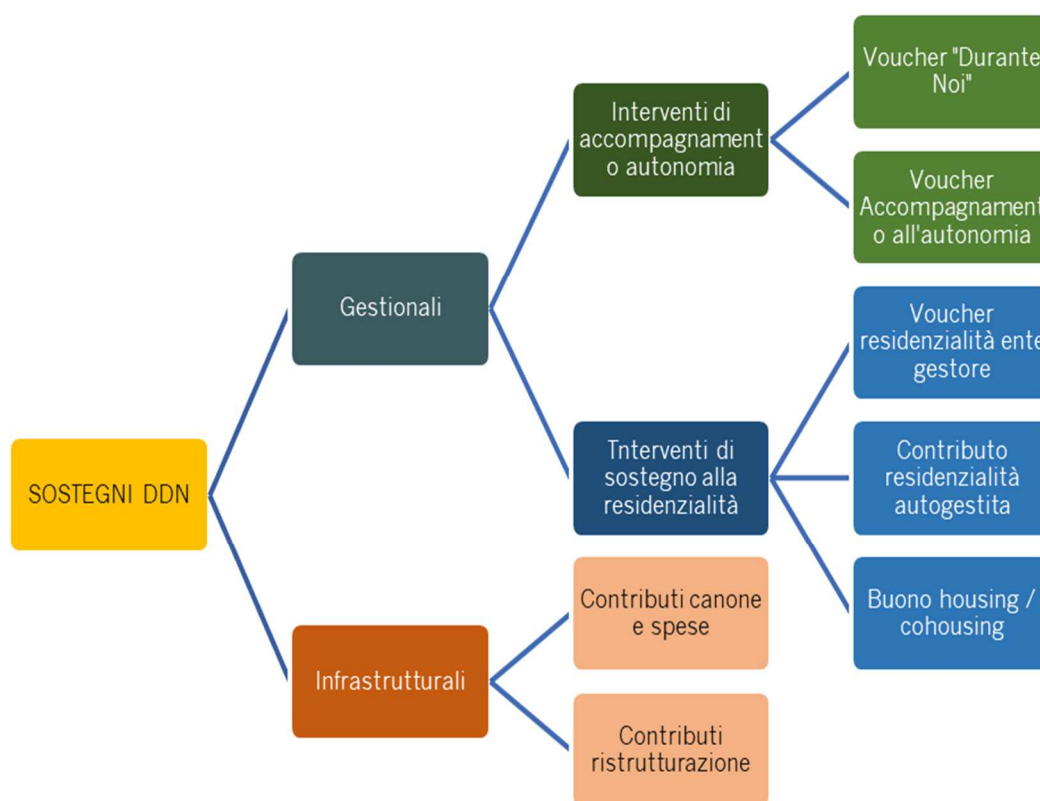 SOSTEGNI DDN
Gestionali
Interventi di
accompagnament
o autonomia
Voucher "Durante
Noi"
Voucher
Accompagnament
o all'autonomia
Tnterventi di
sostegno alla
residenzialità
Voucher
residenzialità ente
gestore
Contributo
residenzialità
autogestita
Buono housing /
cohousing
Infrastrutturali
Contributi canone
e spese
Contributi
ristrutturazione